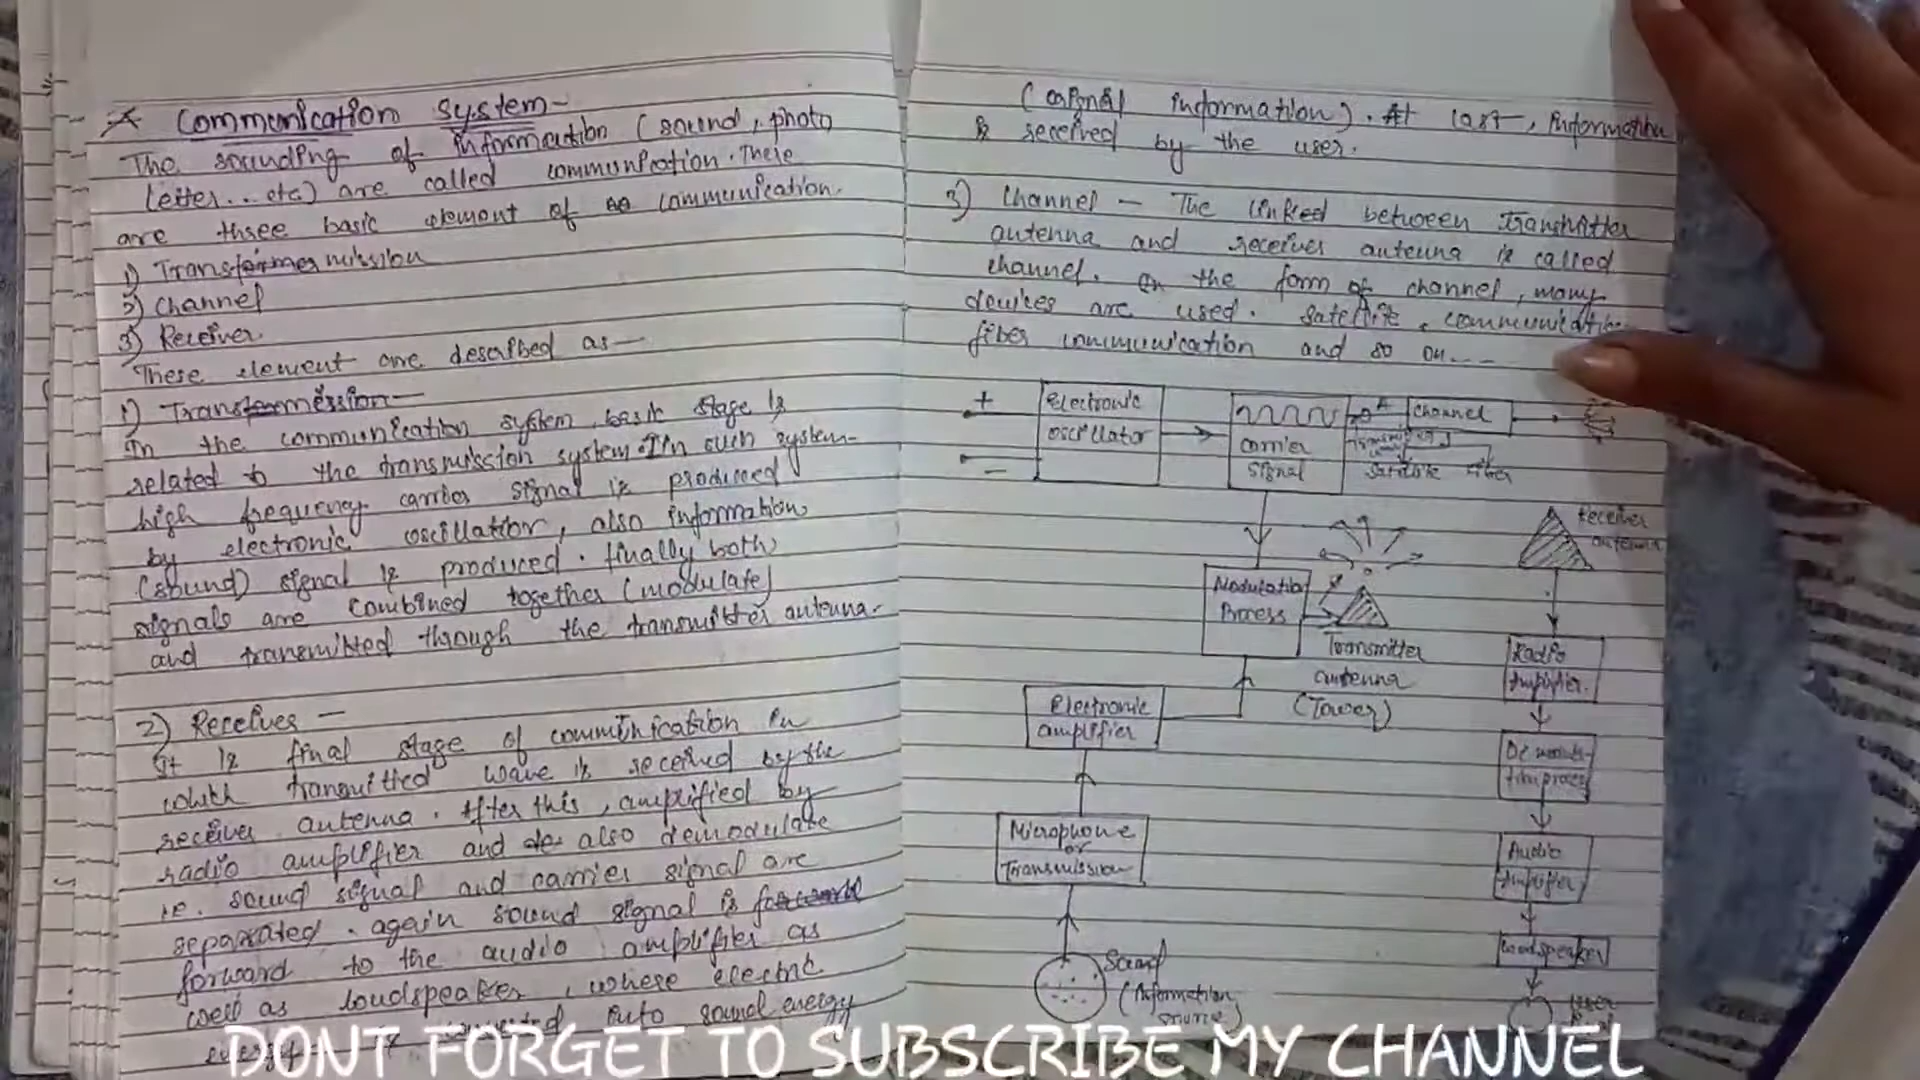 Communication System-
The sounding of information (sound, photo
letter... etc) are called communication. There
are three basic element of communication.
1) Transmission
2) Channel
3) Receiver
These element are described as-
1) Transmission-
In the communication system, basic stage is
related to the transmission system. In such system-
high frequency carrier signal is produced
by electronic oscillation, also information
(sound) signal is produced. finally both
signals are combined together (modulate)
and transmitted through the transmitter antenna.
2) Receives -
It is final stage of communication in
which transmitted wave is received by the
receiver antenna. After this, amplified by
radio amplifier and also demodulate
i.e. sound signal and carrier signal are
separated. again sound signal is
forward to the audio amplifier as
well as loudspeaker, where electric
into sound energy
(orignal information). At last, information
is received by the user.
3) Channel - The linked between Transmitter
antenna and receiver antenna is called
channel. In the form of channel, many
devices are used. Satellite, communication
fiber communication and so on...
+
-
Electronic
oscillator
carrier
signal
channel
satellite fiber
Receiver
antenna
Modulation
Process
Transmitter
antenna
(Tower)
Radio
Amplifier
Electronic
amplifier
Microphone
or
Transmission
Audio
Amplifier
Loudspeaker
Sound
(Information
source)
User
DONT FORGET TO SUBSCRIBE MY CHANNEL